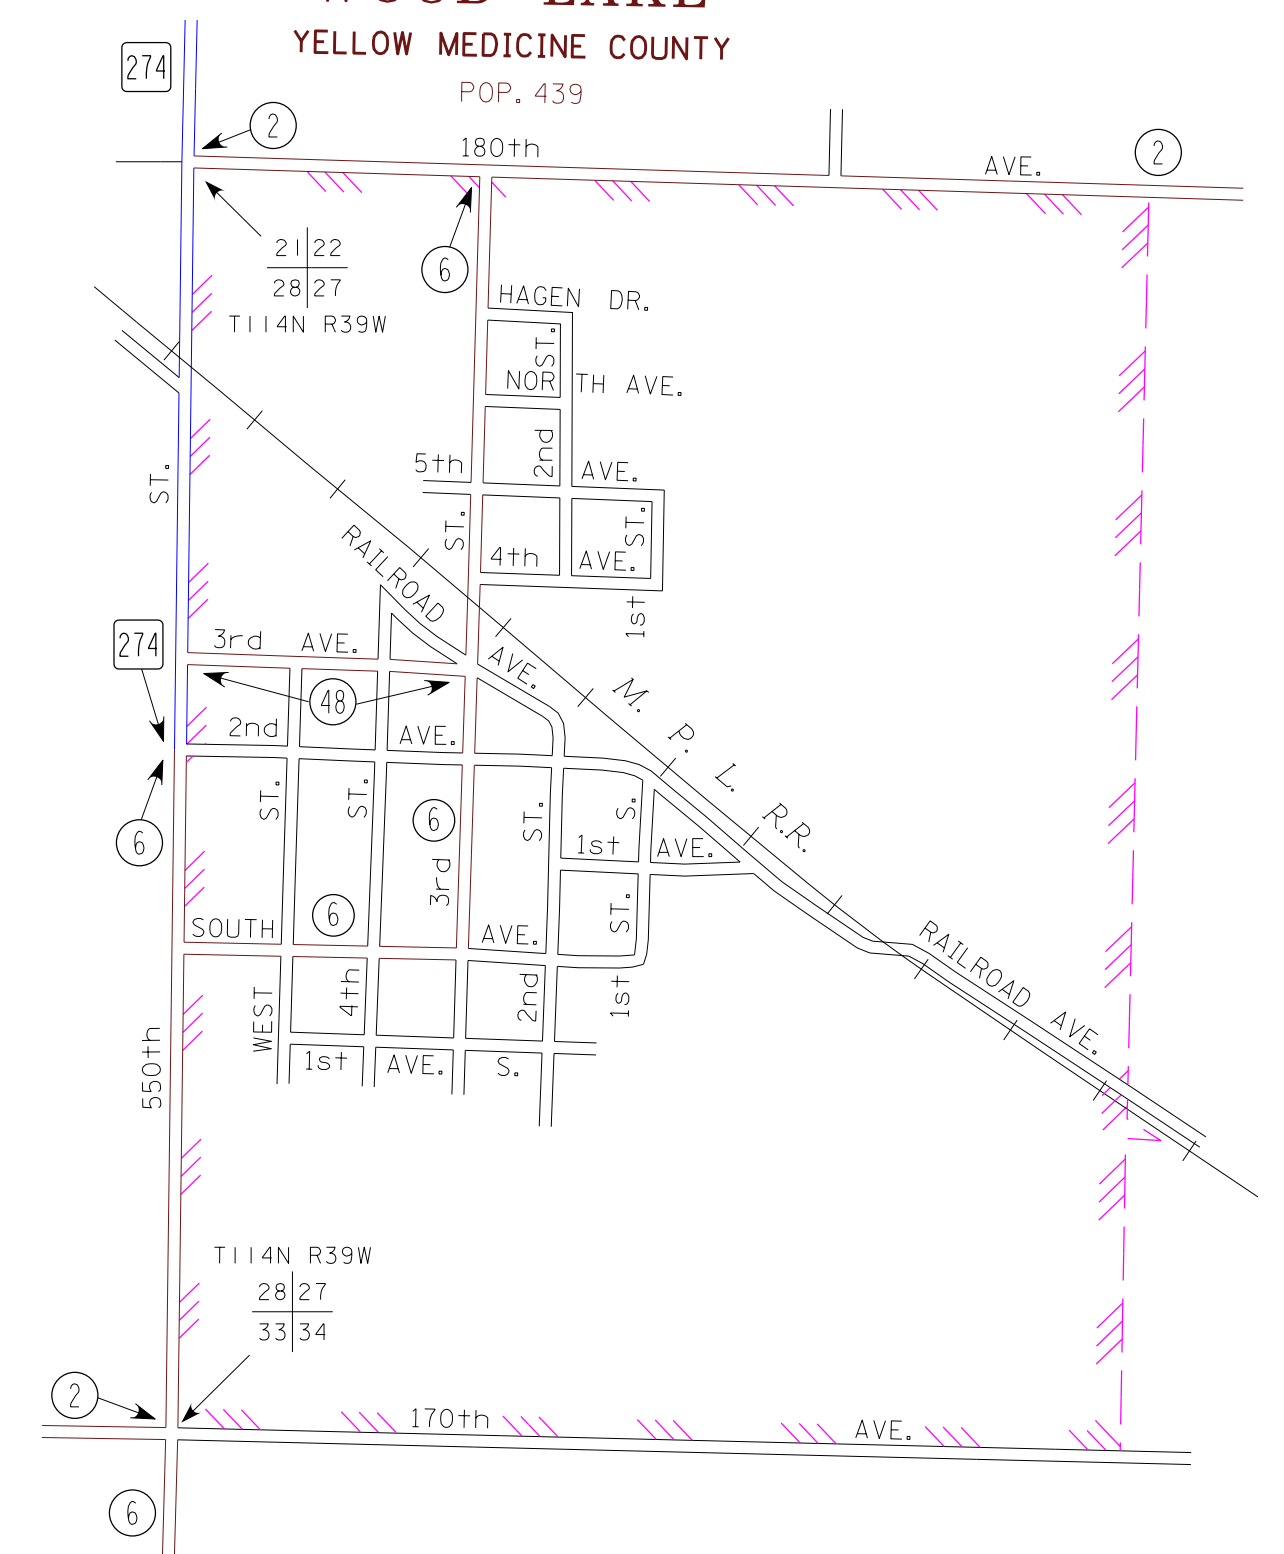 WOOD LAKE
YELLOW MEDICINE COUNTY
POP. 439
274
2
180th
AVE.
2
21 22
28 27
T114N R39W
6
HAGEN DR.
ST.
NORTH AVE.
5th
2nd
AVE.
ST.
ST.
ST.
4th
AVE.
1st
RAILROAD
AVE.
274
3rd AVE.
48
2nd
AVE.
M. P. L. R.R.
ST.
ST.
6
ST.
S.
1st AVE.
6
3rd
6
SOUTH
AVE.
ST.
WEST
4th
2nd
1st
RAILROAD AVE.
550th
1st AVE. S.
T114N R39W
28 27
33 34
2
170th
AVE.
6